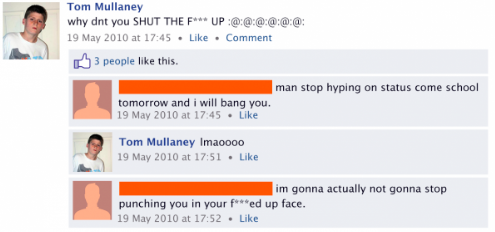 Tom Mullaney
why dnt you SHUT THE F*** UP :@:@:@:@:@:@:
19 May 2010 at 17:45 • Like • Comment
3 people like this.
man stop hyping on status come school
tomorrow and i will bang you.
19 May 2010 at 17:45 • Like
Tom Mullaney lmaoooo
19 May 2010 at 17:51 • Like
im gonna actually not gonna stop
punching you in your f***ed up face.
19 May 2010 at 17:52 • Like